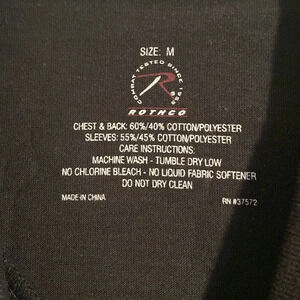 SIZE: M
COMBAT TESTED SINCE 1953
ROTHCO
CHEST & BACK: 60%/40% COTTON/POLYESTER
SLEEVES: 55%/45% COTTON/POLYESTER
CARE INSTRUCTIONS:
MACHINE WASH - TUMBLE DRY LOW
NO CHLORINE BLEACH - NO LIQUID FABRIC SOFTENER
DO NOT DRY CLEAN
MADE IN CHINA
RN #37572